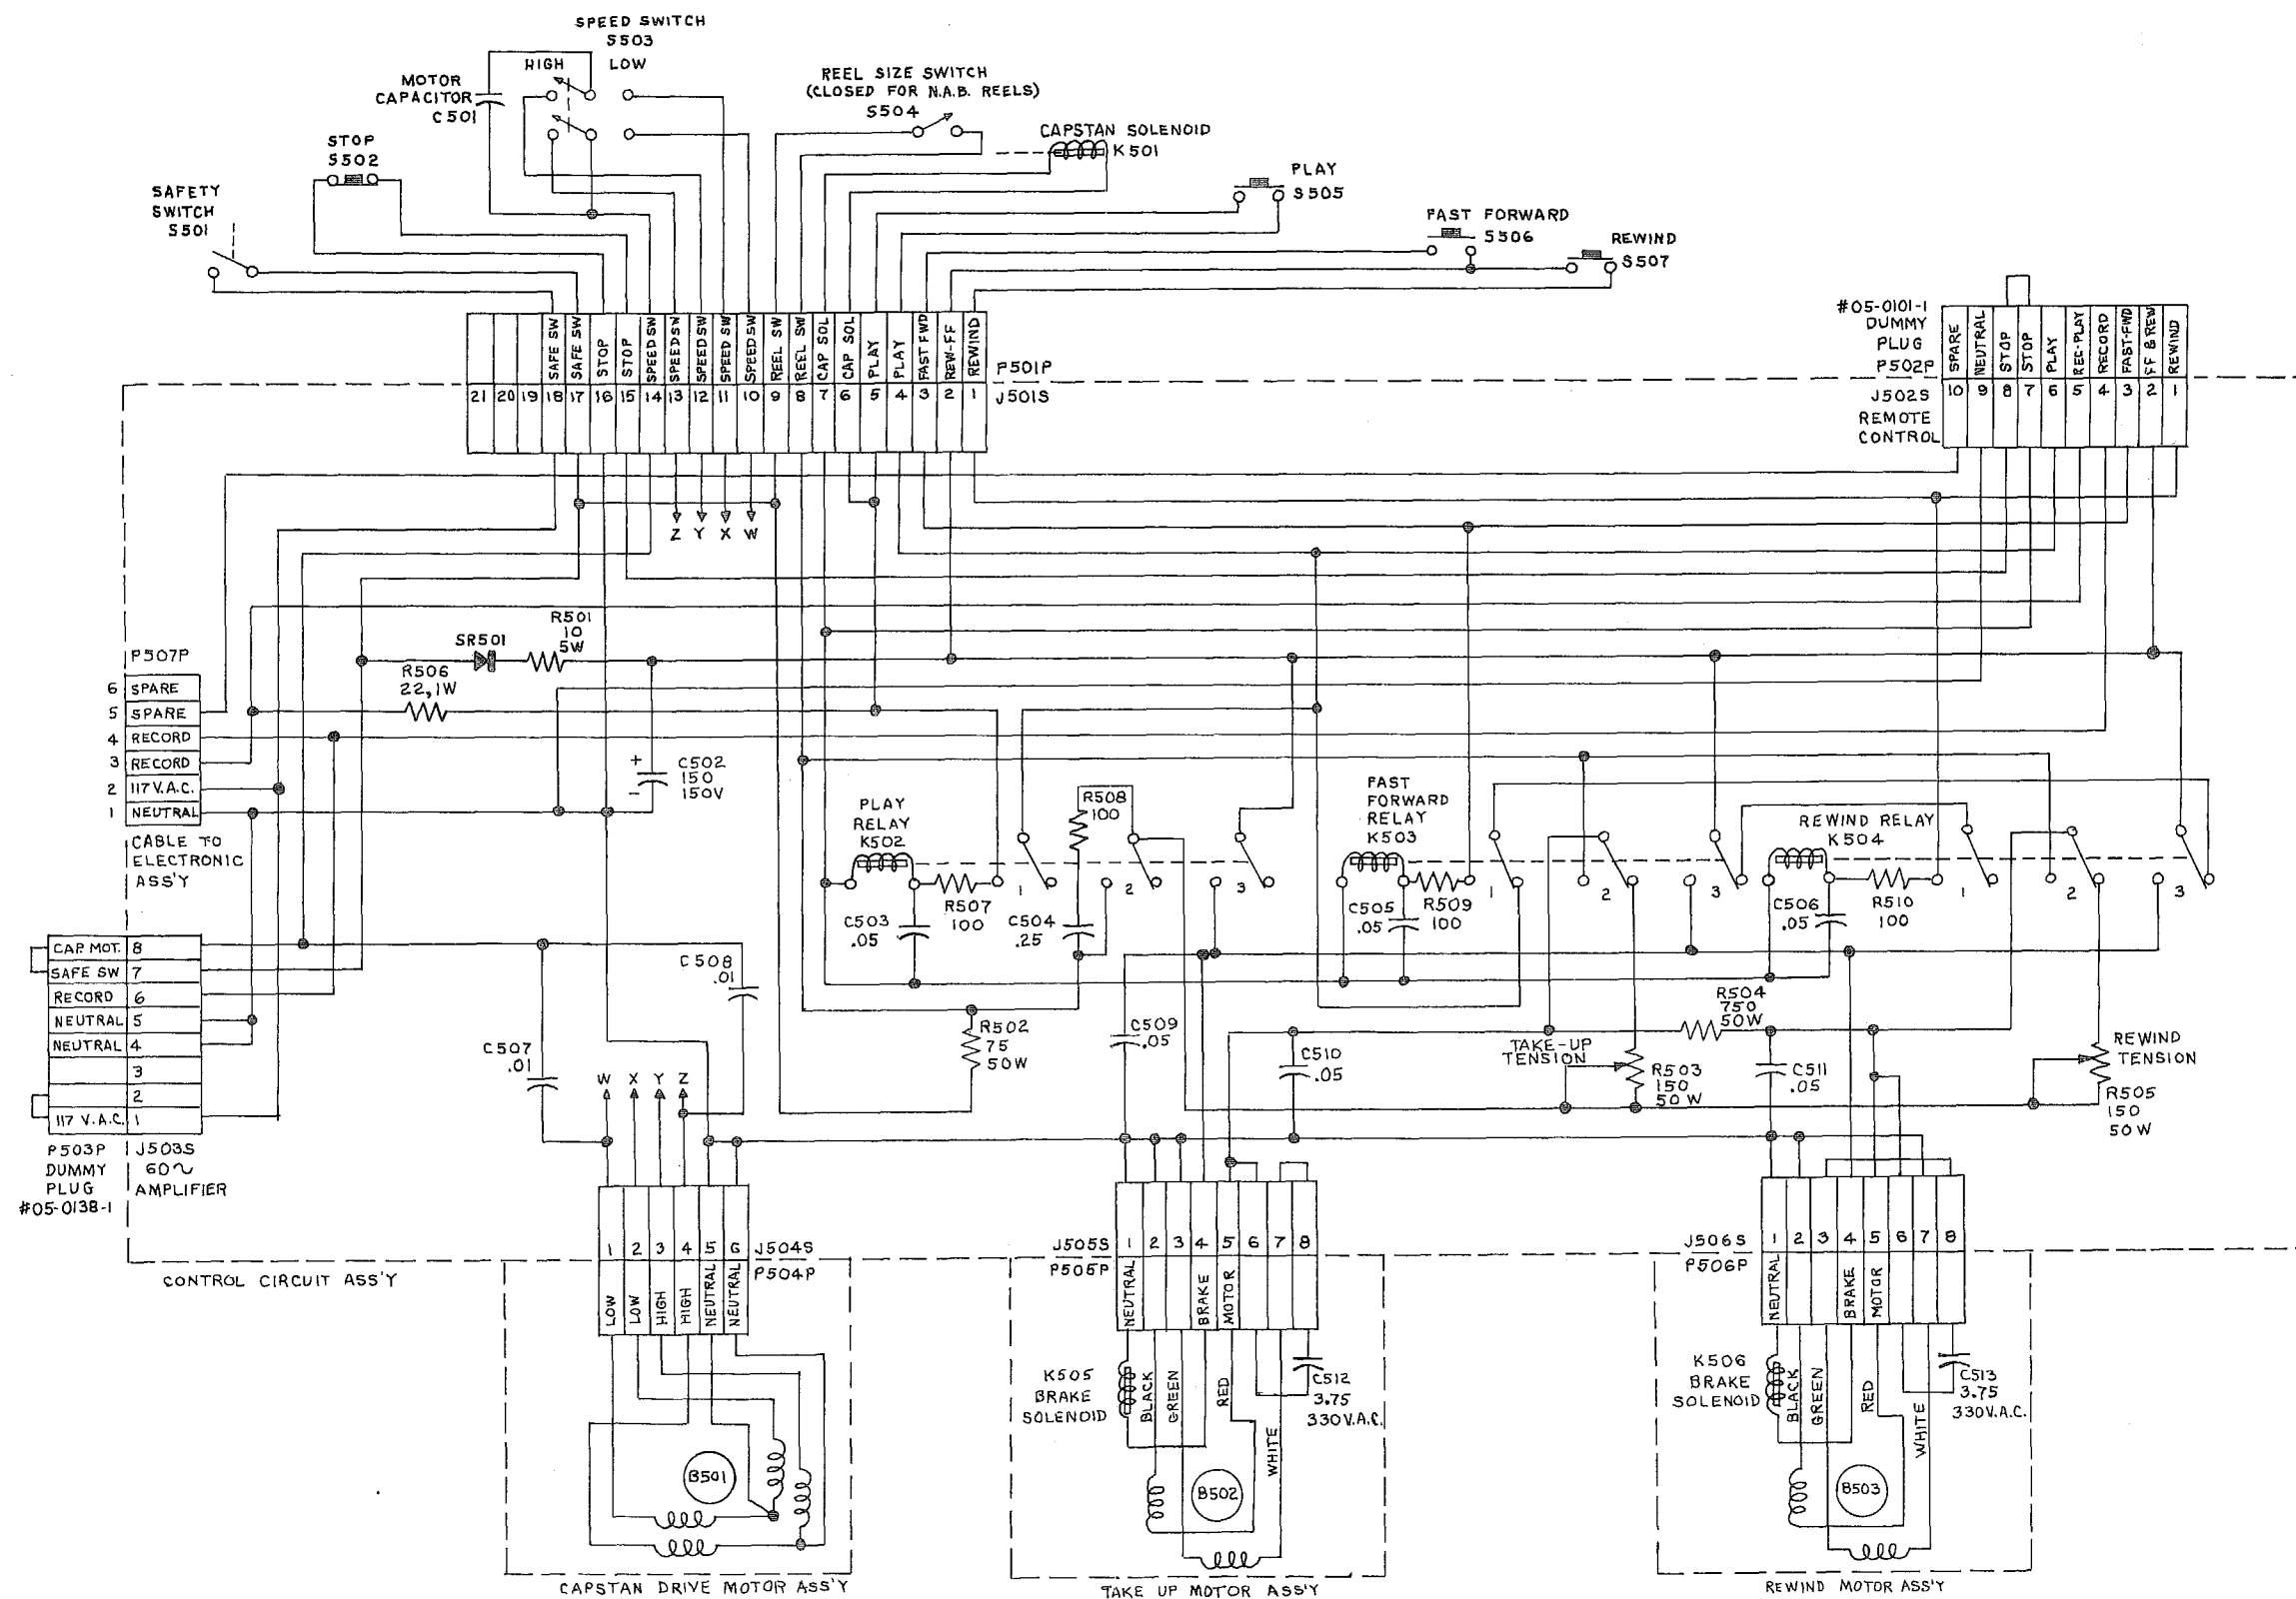 SPEED SWITCH
S503
HIGH LOW
MOTOR
CAPACITOR
C501
REEL SIZE SWITCH
(CLOSED FOR N.A.B. REELS)
S504
CAPSTAN SOLENOID
K501
STOP
S502
SAFETY
SWITCH
S501
PLAY
S505
FAST FORWARD
S506
REWIND
S507
SAFE SW
SAFE SW
STOP
STOP
SPEED SW
SPEED SW
SPEED SW
SPEED SW
SPEED SW
REEL SW
REEL SW
CAP SOL
CAP SOL
PLAY
PLAY
FAST FWD
REW-FF
REWIND
P501P
21 20 19 18 17 16 15 14 13 12 11 10 9 8 7 6 5 4 3 2 1
J501S
#05-0101-1
DUMMY
PLUG
P502P
SPARE
NEUTRAL
STOP
STOP
PLAY
REC-PLAY
RECORD
FAST-FWD
FF & REW
REWIND
10 9 8 7 6 5 4 3 2 1
J502S
REMOTE
CONTROL
Z Y X W
P507P
6 SPARE
5 SPARE
4 RECORD
3 RECORD
2 117 V.A.C.
1 NEUTRAL
CABLE TO
ELECTRONIC
ASS'Y
SR501
R501
10
5W
R506
22,1W
+
C502
150
150V
-
PLAY
RELAY
K502
R507
100
C503
.05
R508
100
C504
.25
1 2 3
FAST
FORWARD
RELAY
K503
C505
.05
R509
100
1 2 3
REWIND RELAY
K504
C506
.05
R510
100
1 2 3
CAP. MOT. 8
SAFE SW 7
RECORD 6
NEUTRAL 5
NEUTRAL 4
3
2
117 V.A.C. 1
P503P
DUMMY
PLUG
#05-0138-1
J503S
60~
AMPLIFIER
C508
.01
C507
.01
W X Y Z
R502
75
50W
C509
.05
C510
.05
TAKE-UP
TENSION
R503
150
50W
R504
750
50W
C511
.05
REWIND
TENSION
R505
150
50W
CONTROL CIRCUIT ASS'Y
1 2 3 4 5 6 J504S
P504P
LOW
LOW
HIGH
HIGH
NEUTRAL
NEUTRAL
B501
CAPSTAN DRIVE MOTOR ASS'Y
J505S 1 2 3 4 5 6 7 8
P505P
NEUTRAL
BRAKE
MOTOR
K505
BRAKE
SOLENOID
BLACK
GREEN
RED
WHITE
C512
3.75
330V.A.C.
B502
TAKE UP MOTOR ASS'Y
J506S 1 2 3 4 5 6 7 8
P506P
NEUTRAL
BRAKE
MOTOR
K506
BRAKE
SOLENOID
BLACK
GREEN
RED
WHITE
C513
3.75
330V.A.C.
B503
REWIND MOTOR ASS'Y